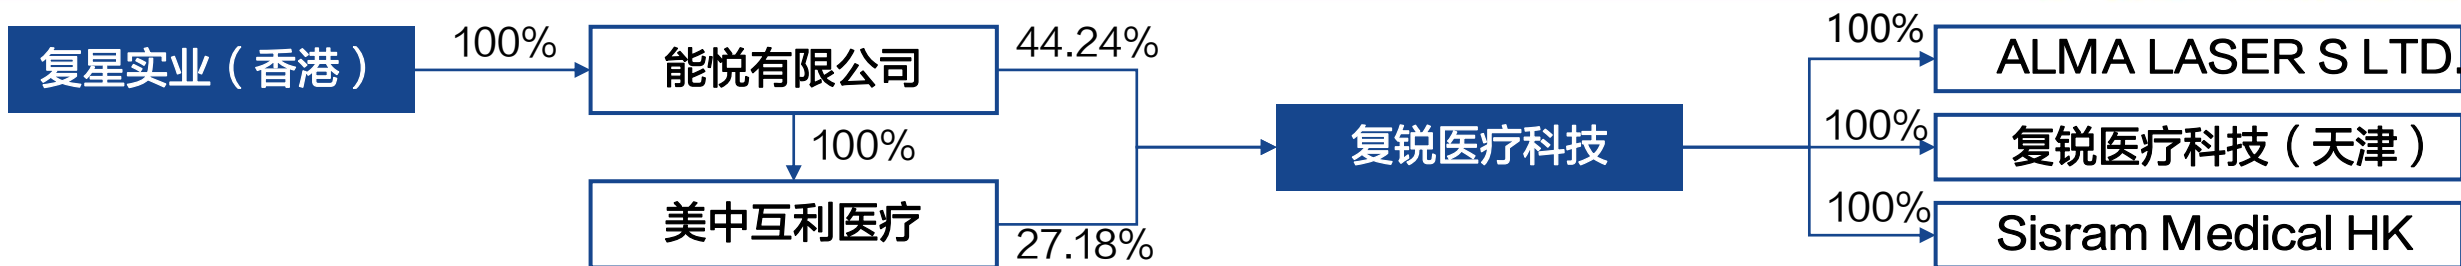 复星实业（香港）
100%
能悦有限公司
44.24%
100%
美中互利医疗
27.18%
复锐医疗科技
100%
ALMA LASER S LTD.
100%
复锐医疗科技（天津）
100%
Sisram Medical HK